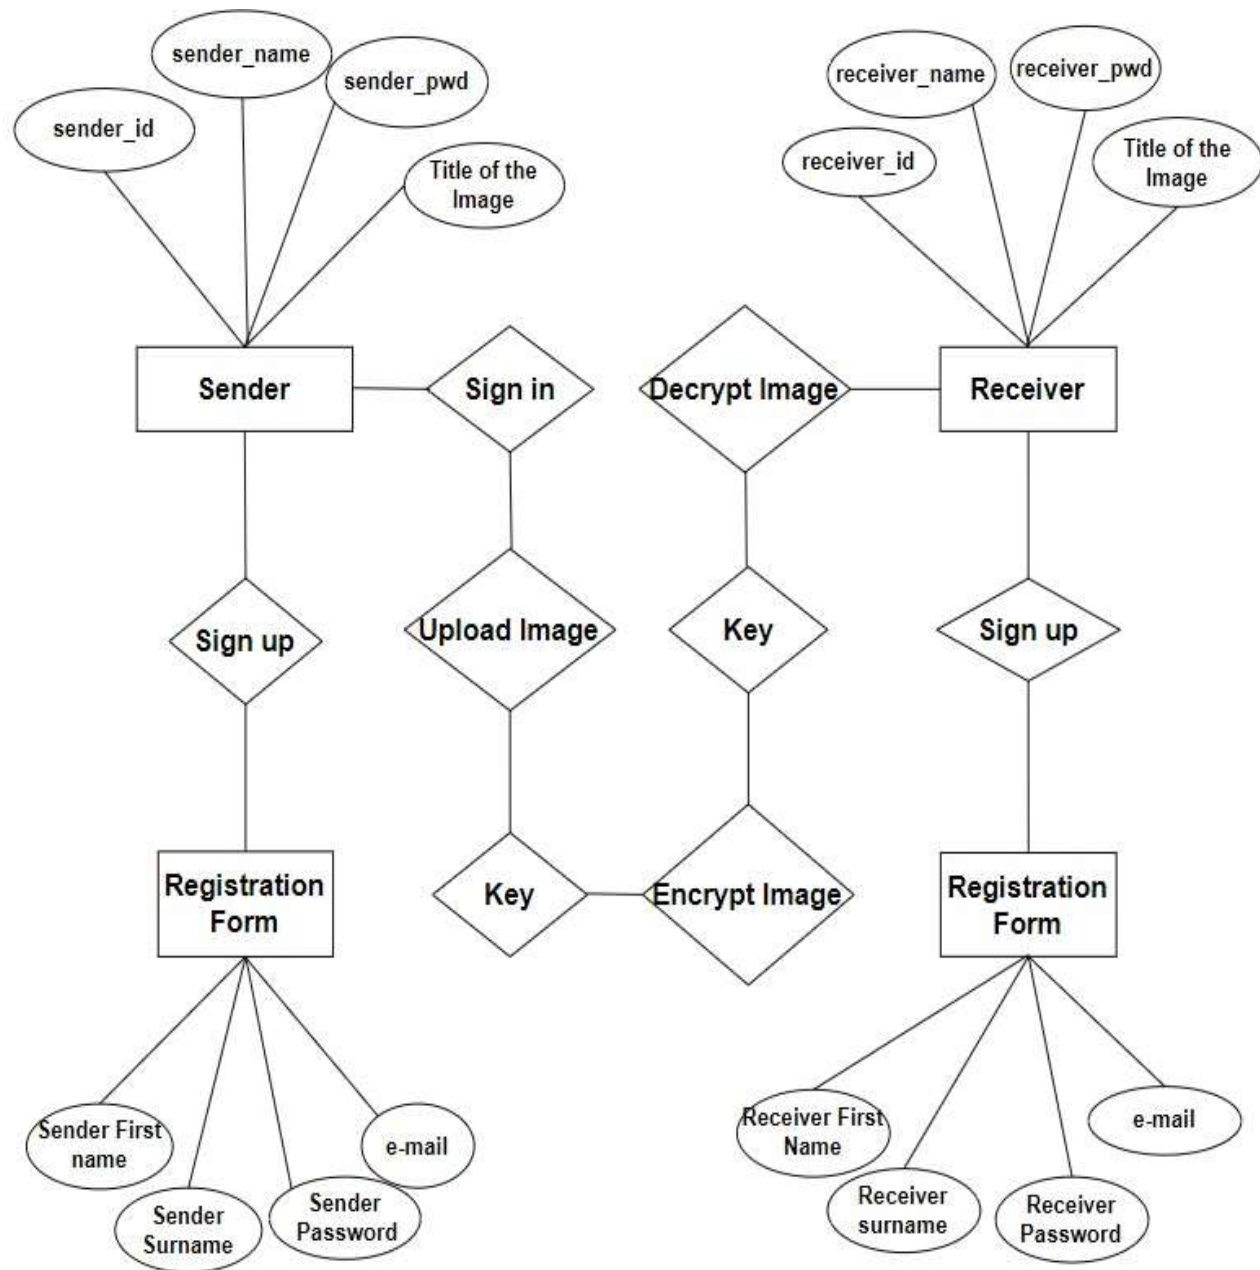 sender_name
sender_pwd
sender_id
Title of the
Image
receiver_name
receiver_pwd
receiver_id
Title of the
Image
Sender
Sign in
Decrypt Image
Receiver
Sign up
Upload Image
Key
Sign up
Registration
Form
Key
Encrypt Image
Registration
Form
Sender First
name
e-mail
Sender
Surname
Sender
Password
Receiver First
Name
e-mail
Receiver
surname
Receiver
Password